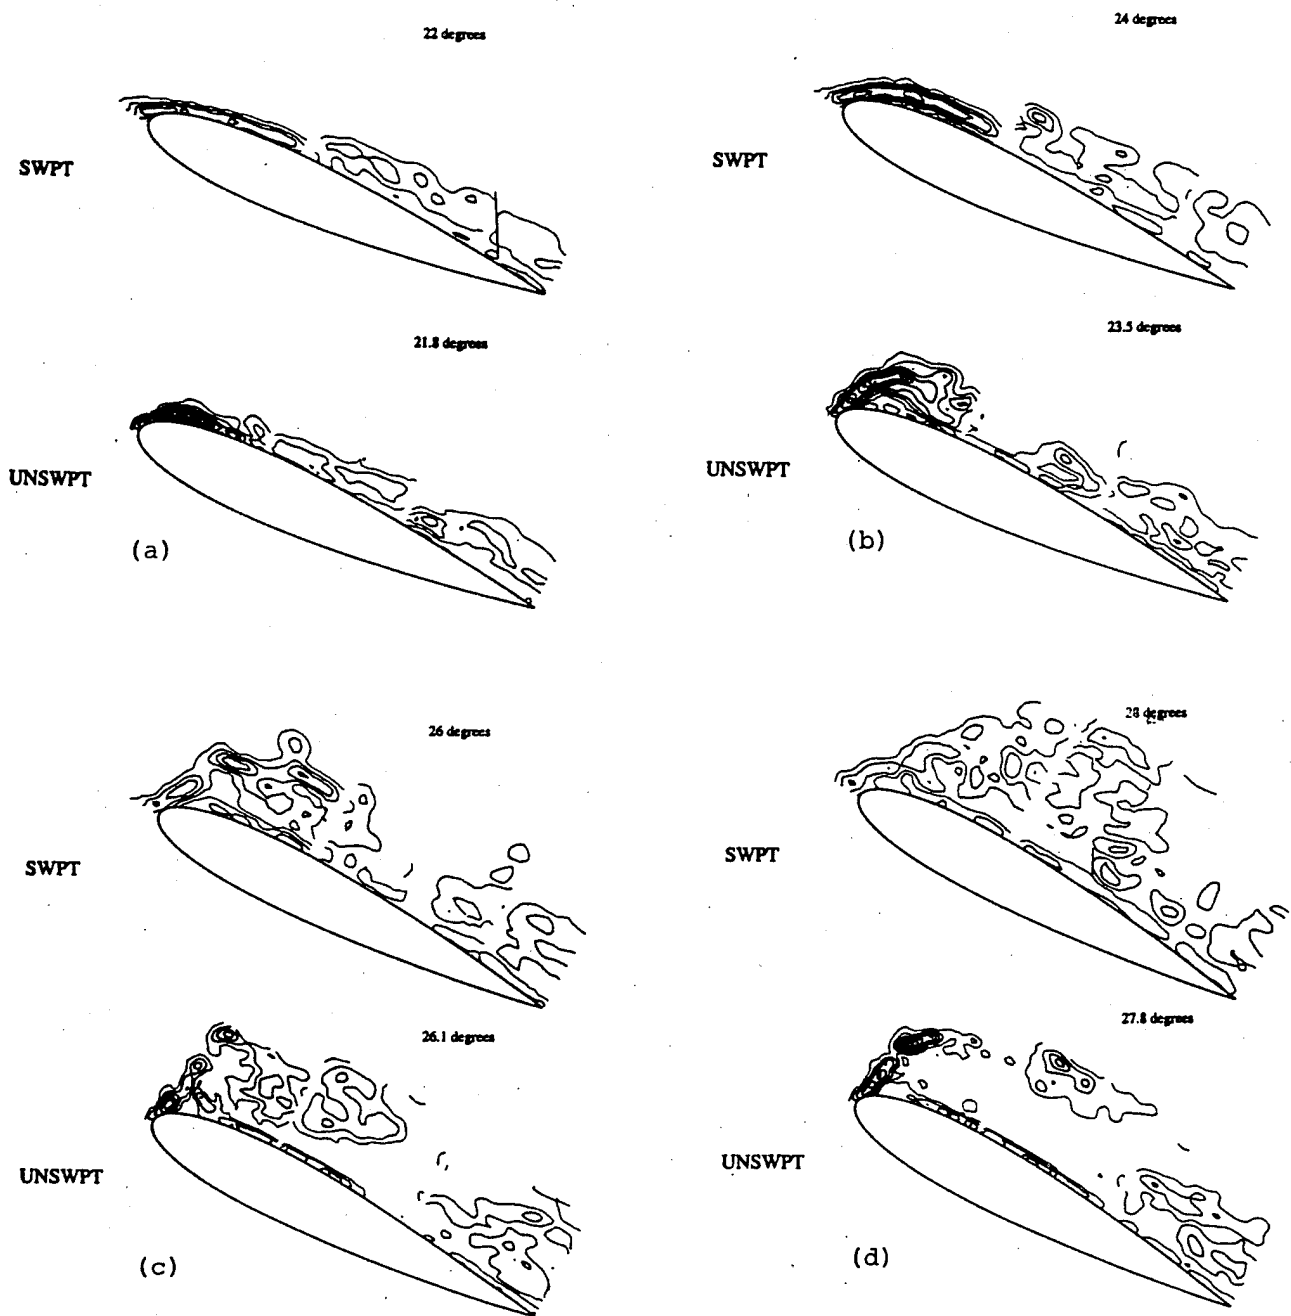 22 degrees
SWPT
21.8 degrees
UNSWPT
(a)
24 degrees
SWPT
23.5 degrees
UNSWPT
(b)
26 degrees
SWPT
26.1 degrees
UNSWPT
(c)
28 degrees
SWPT
27.8 degrees
UNSWPT
(d)